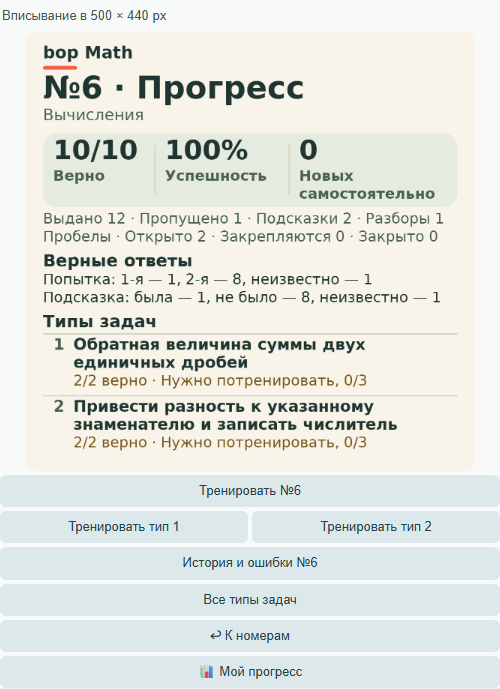 Вписывание в 500 × 440 px
bop Math
№6 · Прогресс
Вычисления
10/10
Верно
100%
Успешность
0
Новых
самостоятельно
Выдано 12 · Пропущено 1 · Подсказки 2 · Разборы 1
Пробелы · Открыто 2 · Закрепляются 0 · Закрыто 0
Верные ответы
Попытка: 1-я — 1, 2-я — 8, неизвестно — 1
Подсказка: была — 1, не было — 8, неизвестно — 1
Типы задач
1 Обратная величина суммы двух
единичных дробей
2/2 верно · Нужно потренировать, 0/3
2 Привести разность к указанному
знаменателю и записать числитель
2/2 верно · Нужно потренировать, 0/3
Тренировать №6
Тренировать тип 1
Тренировать тип 2
История и ошибки №6
Все типы задач
↩ К номерам
📊 Мой прогресс